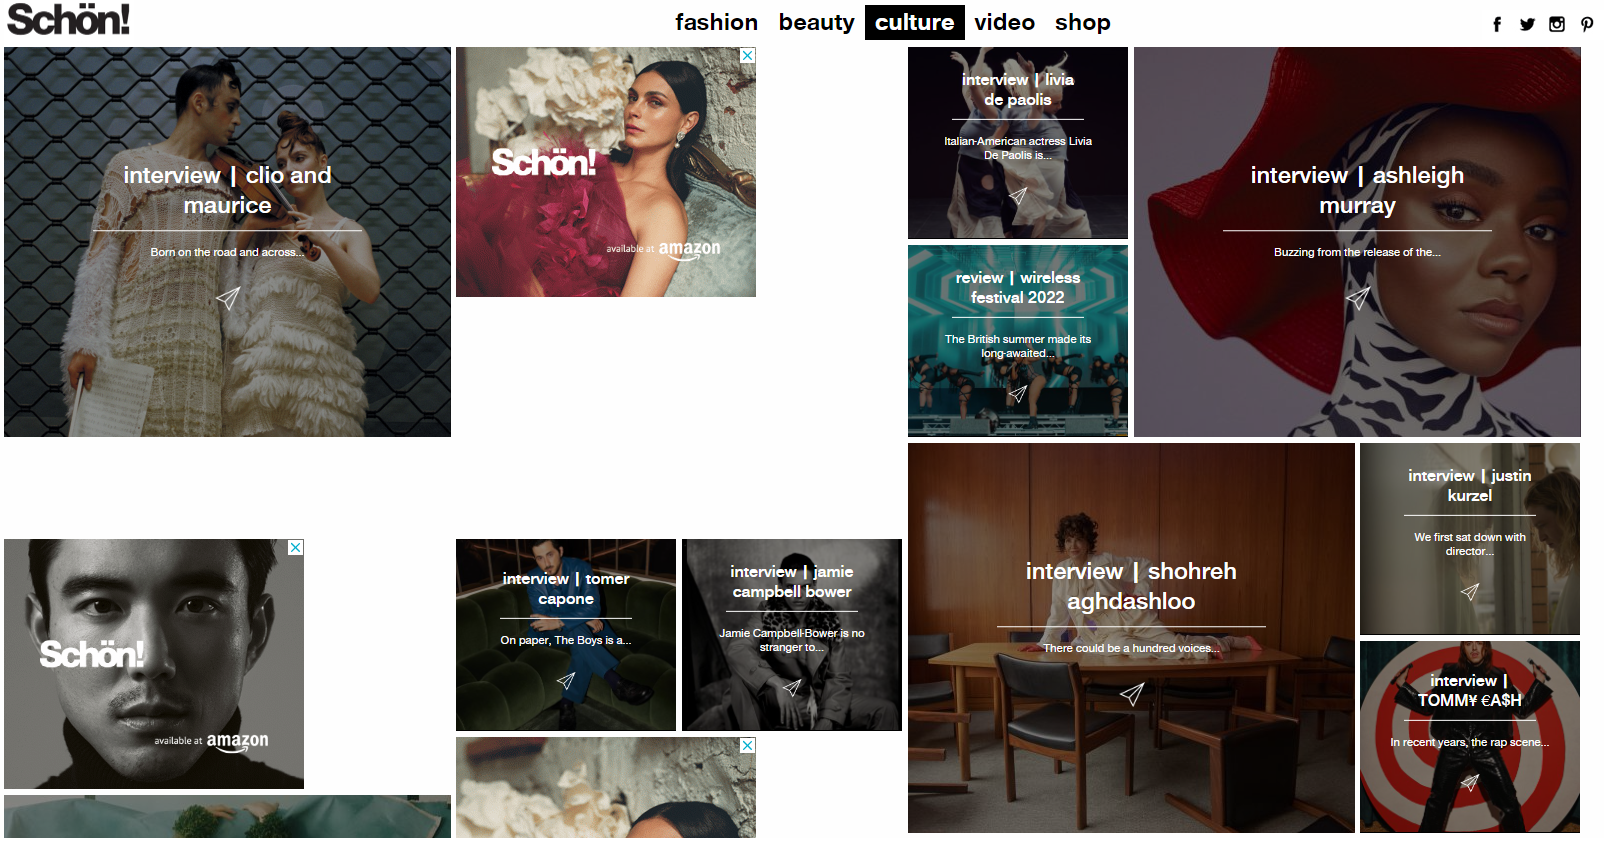 Schön!
fashion
beauty
culture
video
shop
interview | clio and
maurice
Born on the road and across...
Schön!
available at amazon
interview | livia
de paolis
Italian-American actress Livia
De Paolis is...
review | wireless
festival 2022
The British summer made its
long-awaited...
interview | ashleigh
murray
Buzzing from the release of the...
Schön!
available at amazon
interview | tomer
capone
On paper, The Boys is a...
interview | jamie
campbell bower
Jamie Campbell-Bower is no
stranger to...
interview | shohreh
aghdashloo
There could be a hundred voices...
interview | justin
kurzel
We first sat down with
director...
interview |
TOMM¥ €A$H
In recent years, the rap scene...